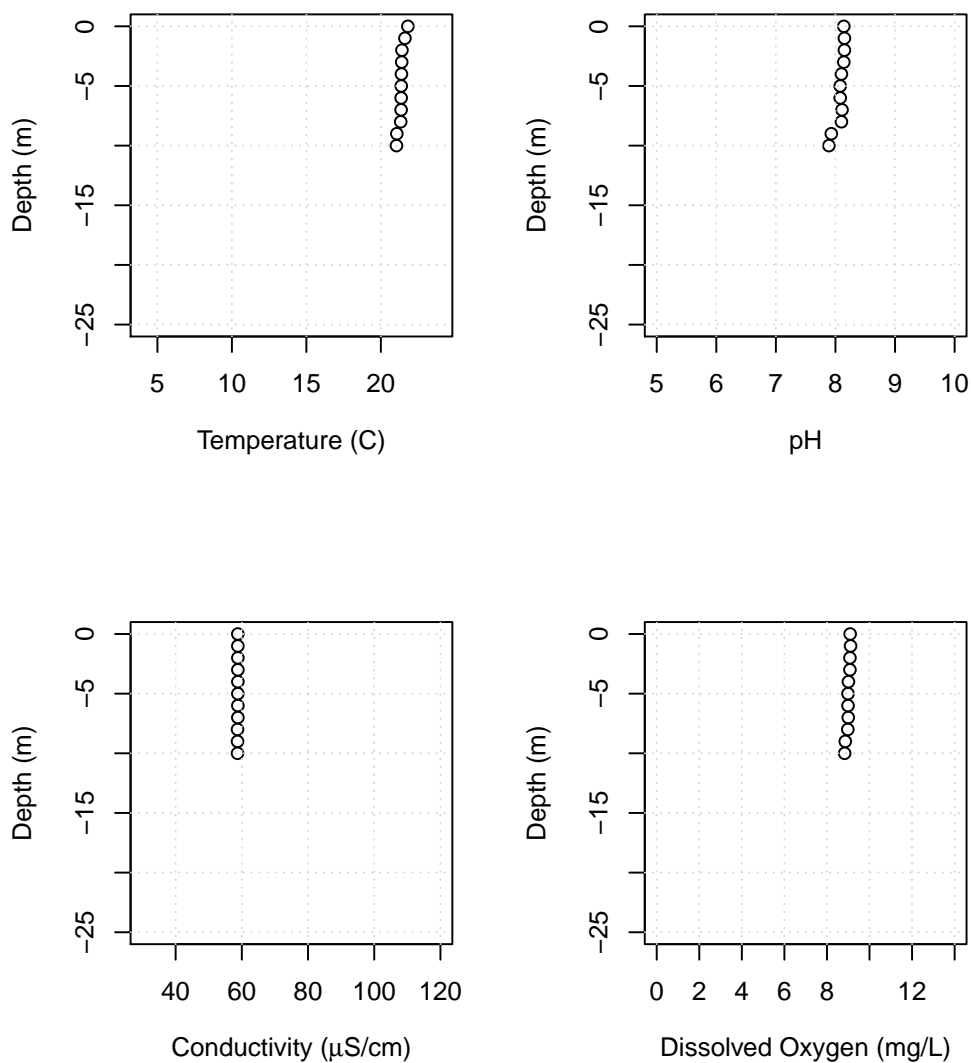 0
−5
−15
−25
Depth (m)
5 10 15 20
Temperature (C)
0
−5
−15
−25
Depth (m)
5 6 7 8 9 10
pH
0
−5
−15
−25
Depth (m)
40 60 80 100 120
Conductivity (μS/cm)
0
−5
−15
−25
Depth (m)
0 2 4 6 8 12
Dissolved Oxygen (mg/L)